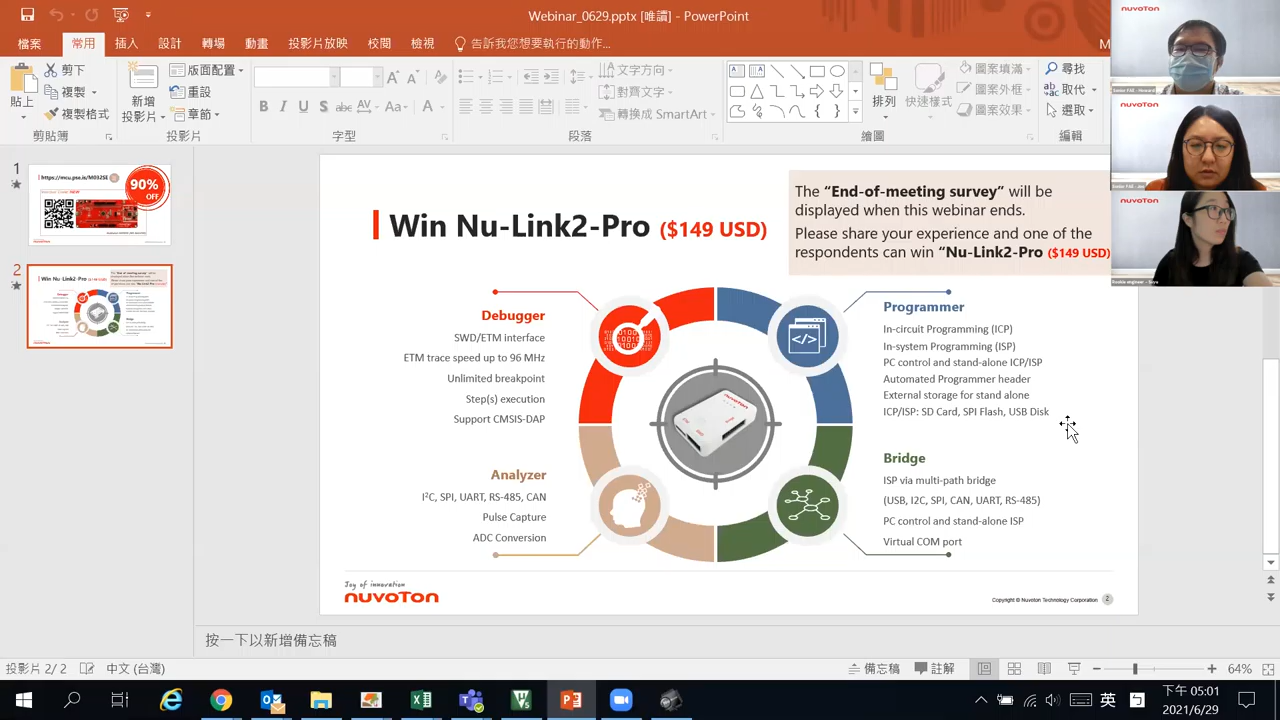 Webinar_0629.pptx [唯讀] - PowerPoint
檔案 常用 插入 設計 轉場 動畫 投影片放映 校閱 檢視 告訴我您想要執行的動作...
貼上
剪下
複製
複製格式
剪貼簿
新增
投影片
版面配置
重設
章節
投影片
B I U S abc AV Aa A
字型
文字方向
對齊文字
轉換成 SmartArt
段落
排列
快速樣式
圖案填滿
圖案外框
圖案效果
繪圖
尋找
取代
選取
編輯
nuvoTon
nuvoTon
nuvoTon
1
https://mcu.psa.is/M032SE
90%
OFF
2
Win Nu-Link2-Pro ($149 USD)
The “End-of-meeting survey” will be
displayed when this webinar ends.
Please share your experience and one of the
respondents can win “Nu-Link2-Pro ($149 USD)
Debugger
SWD/ETM interface
ETM trace speed up to 96 MHz
Unlimited breakpoint
Step(s) execution
Support CMSIS-DAP
Programmer
In-circuit Programming (ICP)
In-system Programming (ISP)
PC control and stand-alone ICP/ISP
Automated Programmer header
External storage for stand alone
ICP/ISP: SD Card, SPI Flash, USB Disk
Analyzer
I²C, SPI, UART, RS-485, CAN
Pulse Capture
ADC Conversion
Bridge
ISP via multi-path bridge
(USB, I2C, SPI, CAN, UART, RS-485)
PC control and stand-alone ISP
Virtual COM port
nuvoTon
Joy of innovation
nuvoTon
Copyright © Nuvoton Technology Corporation 2
按一下以新增備忘稿
投影片 2/ 2 中文 (台灣) 備忘稿 註解 64%
英 下午 05:01
2021/6/29